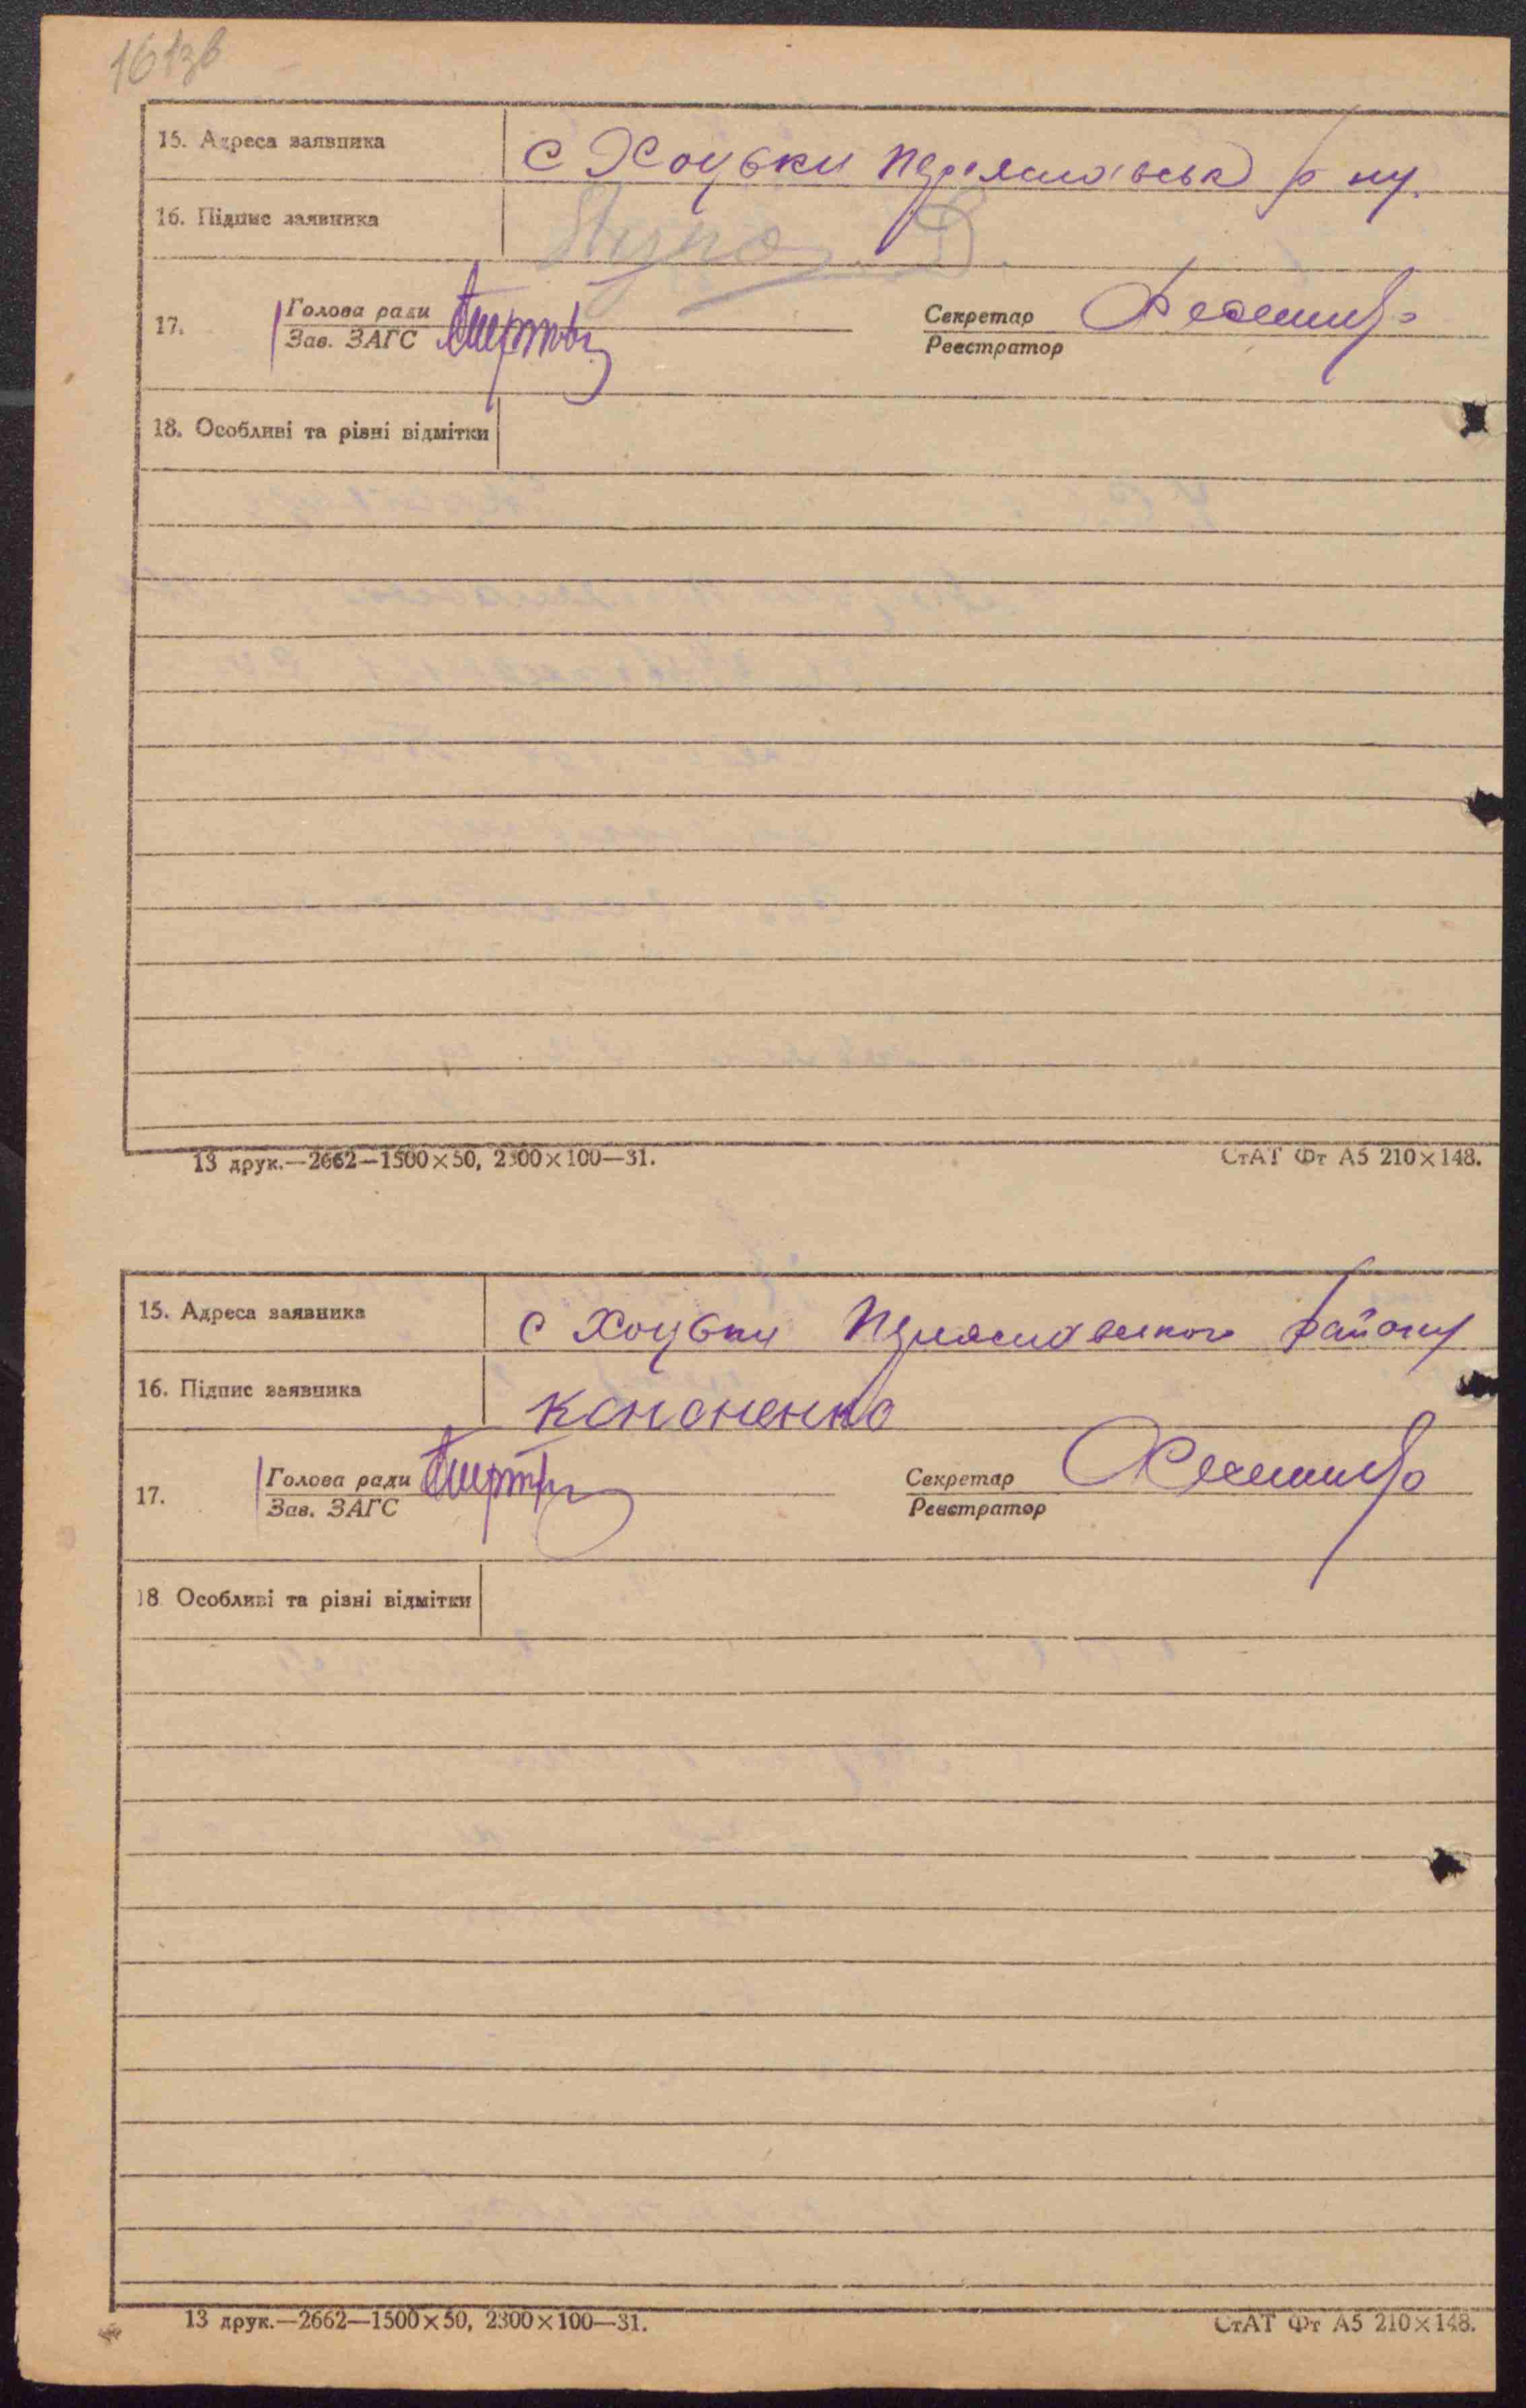 161зв
15. Адреса заявника
с Хоцьки Переяславськ р ну.
16. Підпис заявника
17. Голова ради
Зав. ЗАГС
Секретар
Реєстратор
18. Особливі та різні відмітки
13 друк.—2662—1500×50, 2300×100—31. СтАТ Фт А5 210×148.
15. Адреса заявника
с Хоцьки Переяславського району
16. Підпис заявника
Кononенко
17. Голова ради
Зав. ЗАГС
Секретар
Реєстратор
18 Особливі та різні відмітки
13 друк.—2662—1500×50, 2300×100—31. СтАТ Фт А5 210×148.